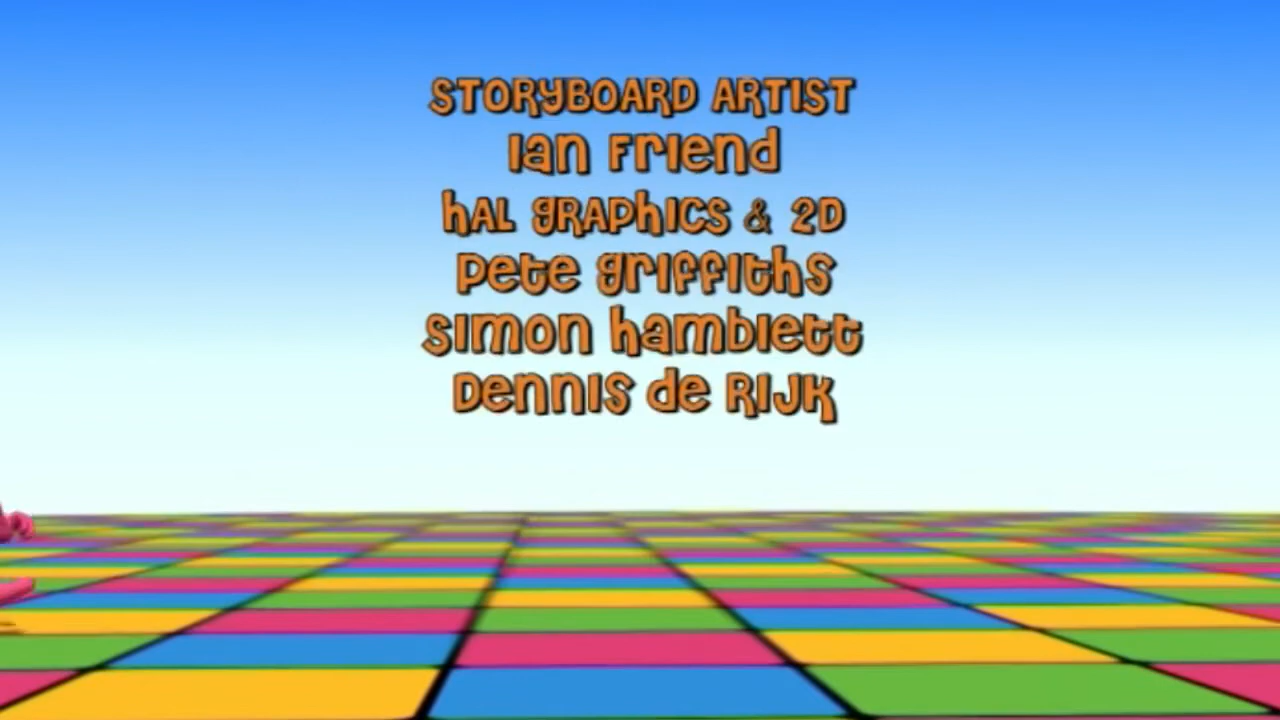 STORYBOARD ARTIST
Ian Friend
HAL GRAPHICS & 2D
Pete Griffiths
Simon Hamblett
Dennis de Rijk